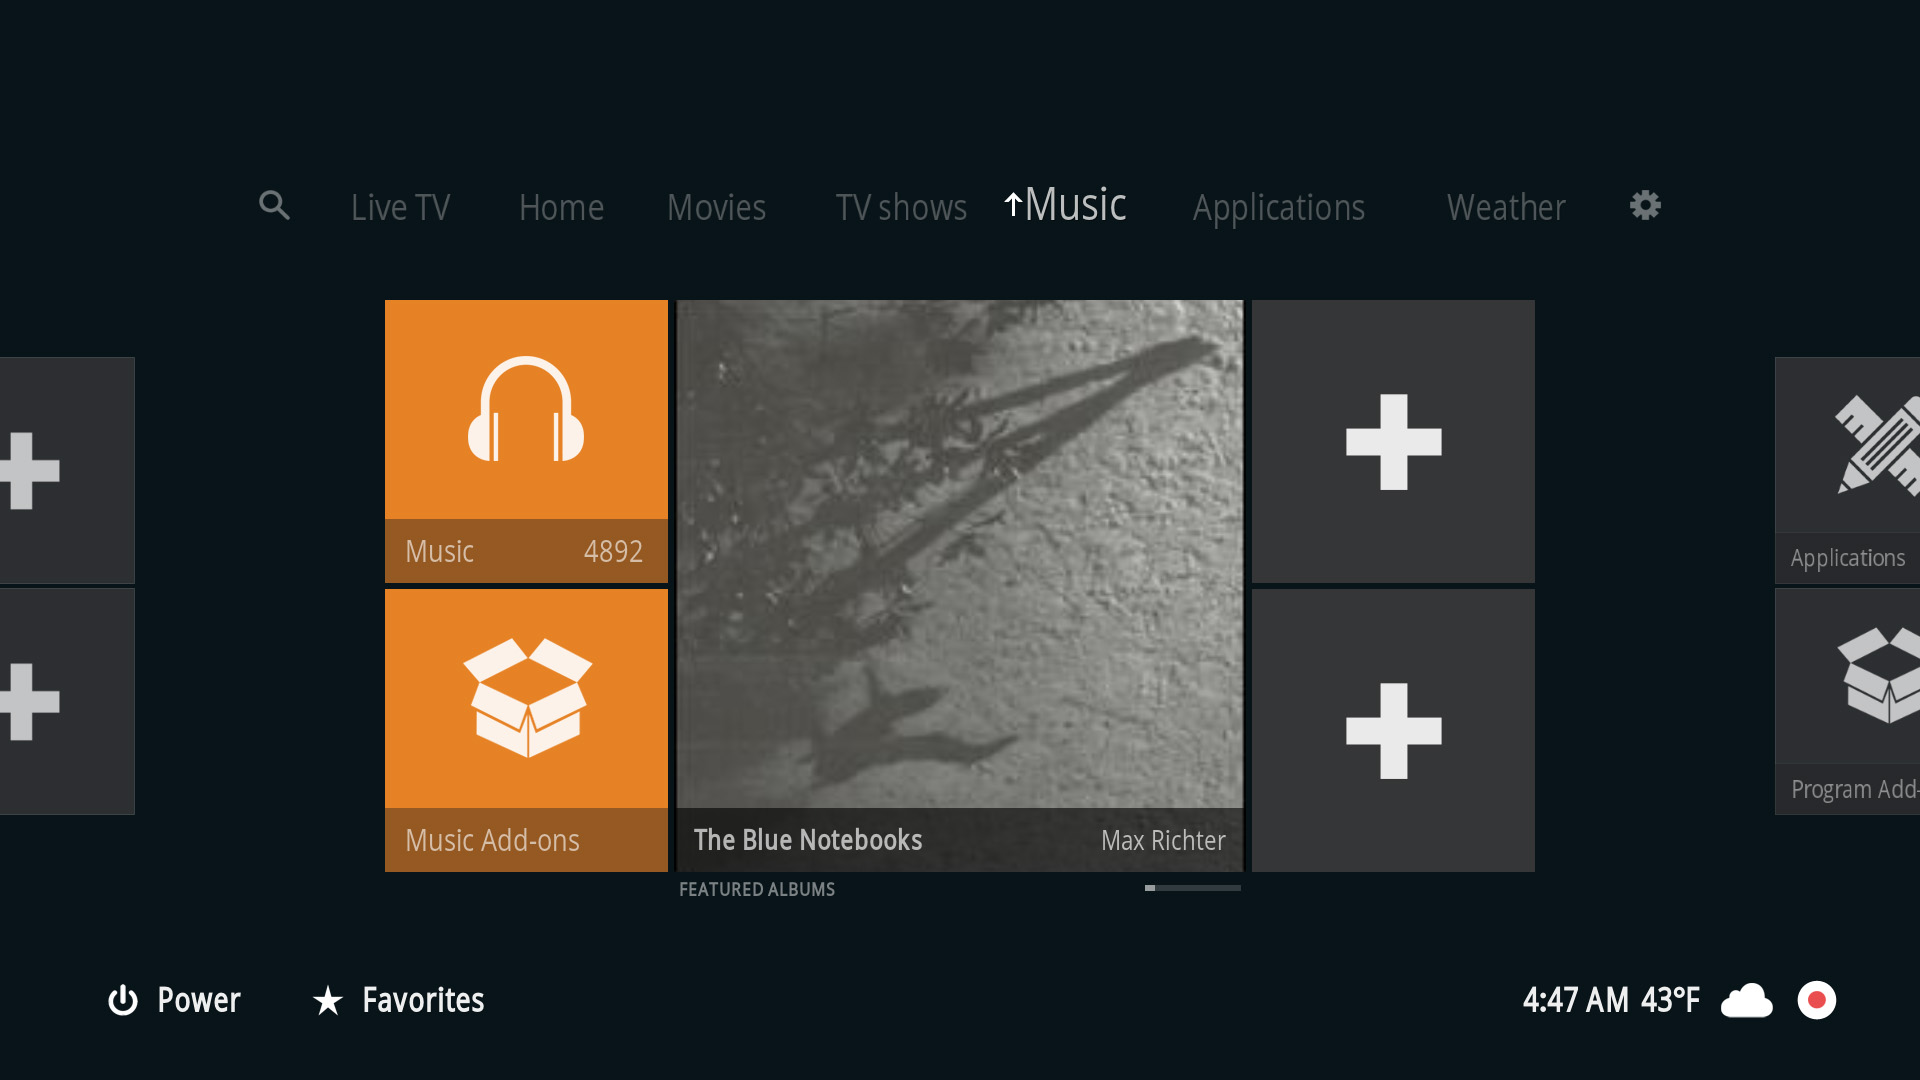 Live TV Home Movies TV shows ↑Music Applications Weather
Music 4892
Applications
Music Add-ons
The Blue Notebooks Max Richter
Program Add-
FEATURED ALBUMS
Power Favorites 4:47 AM 43°F